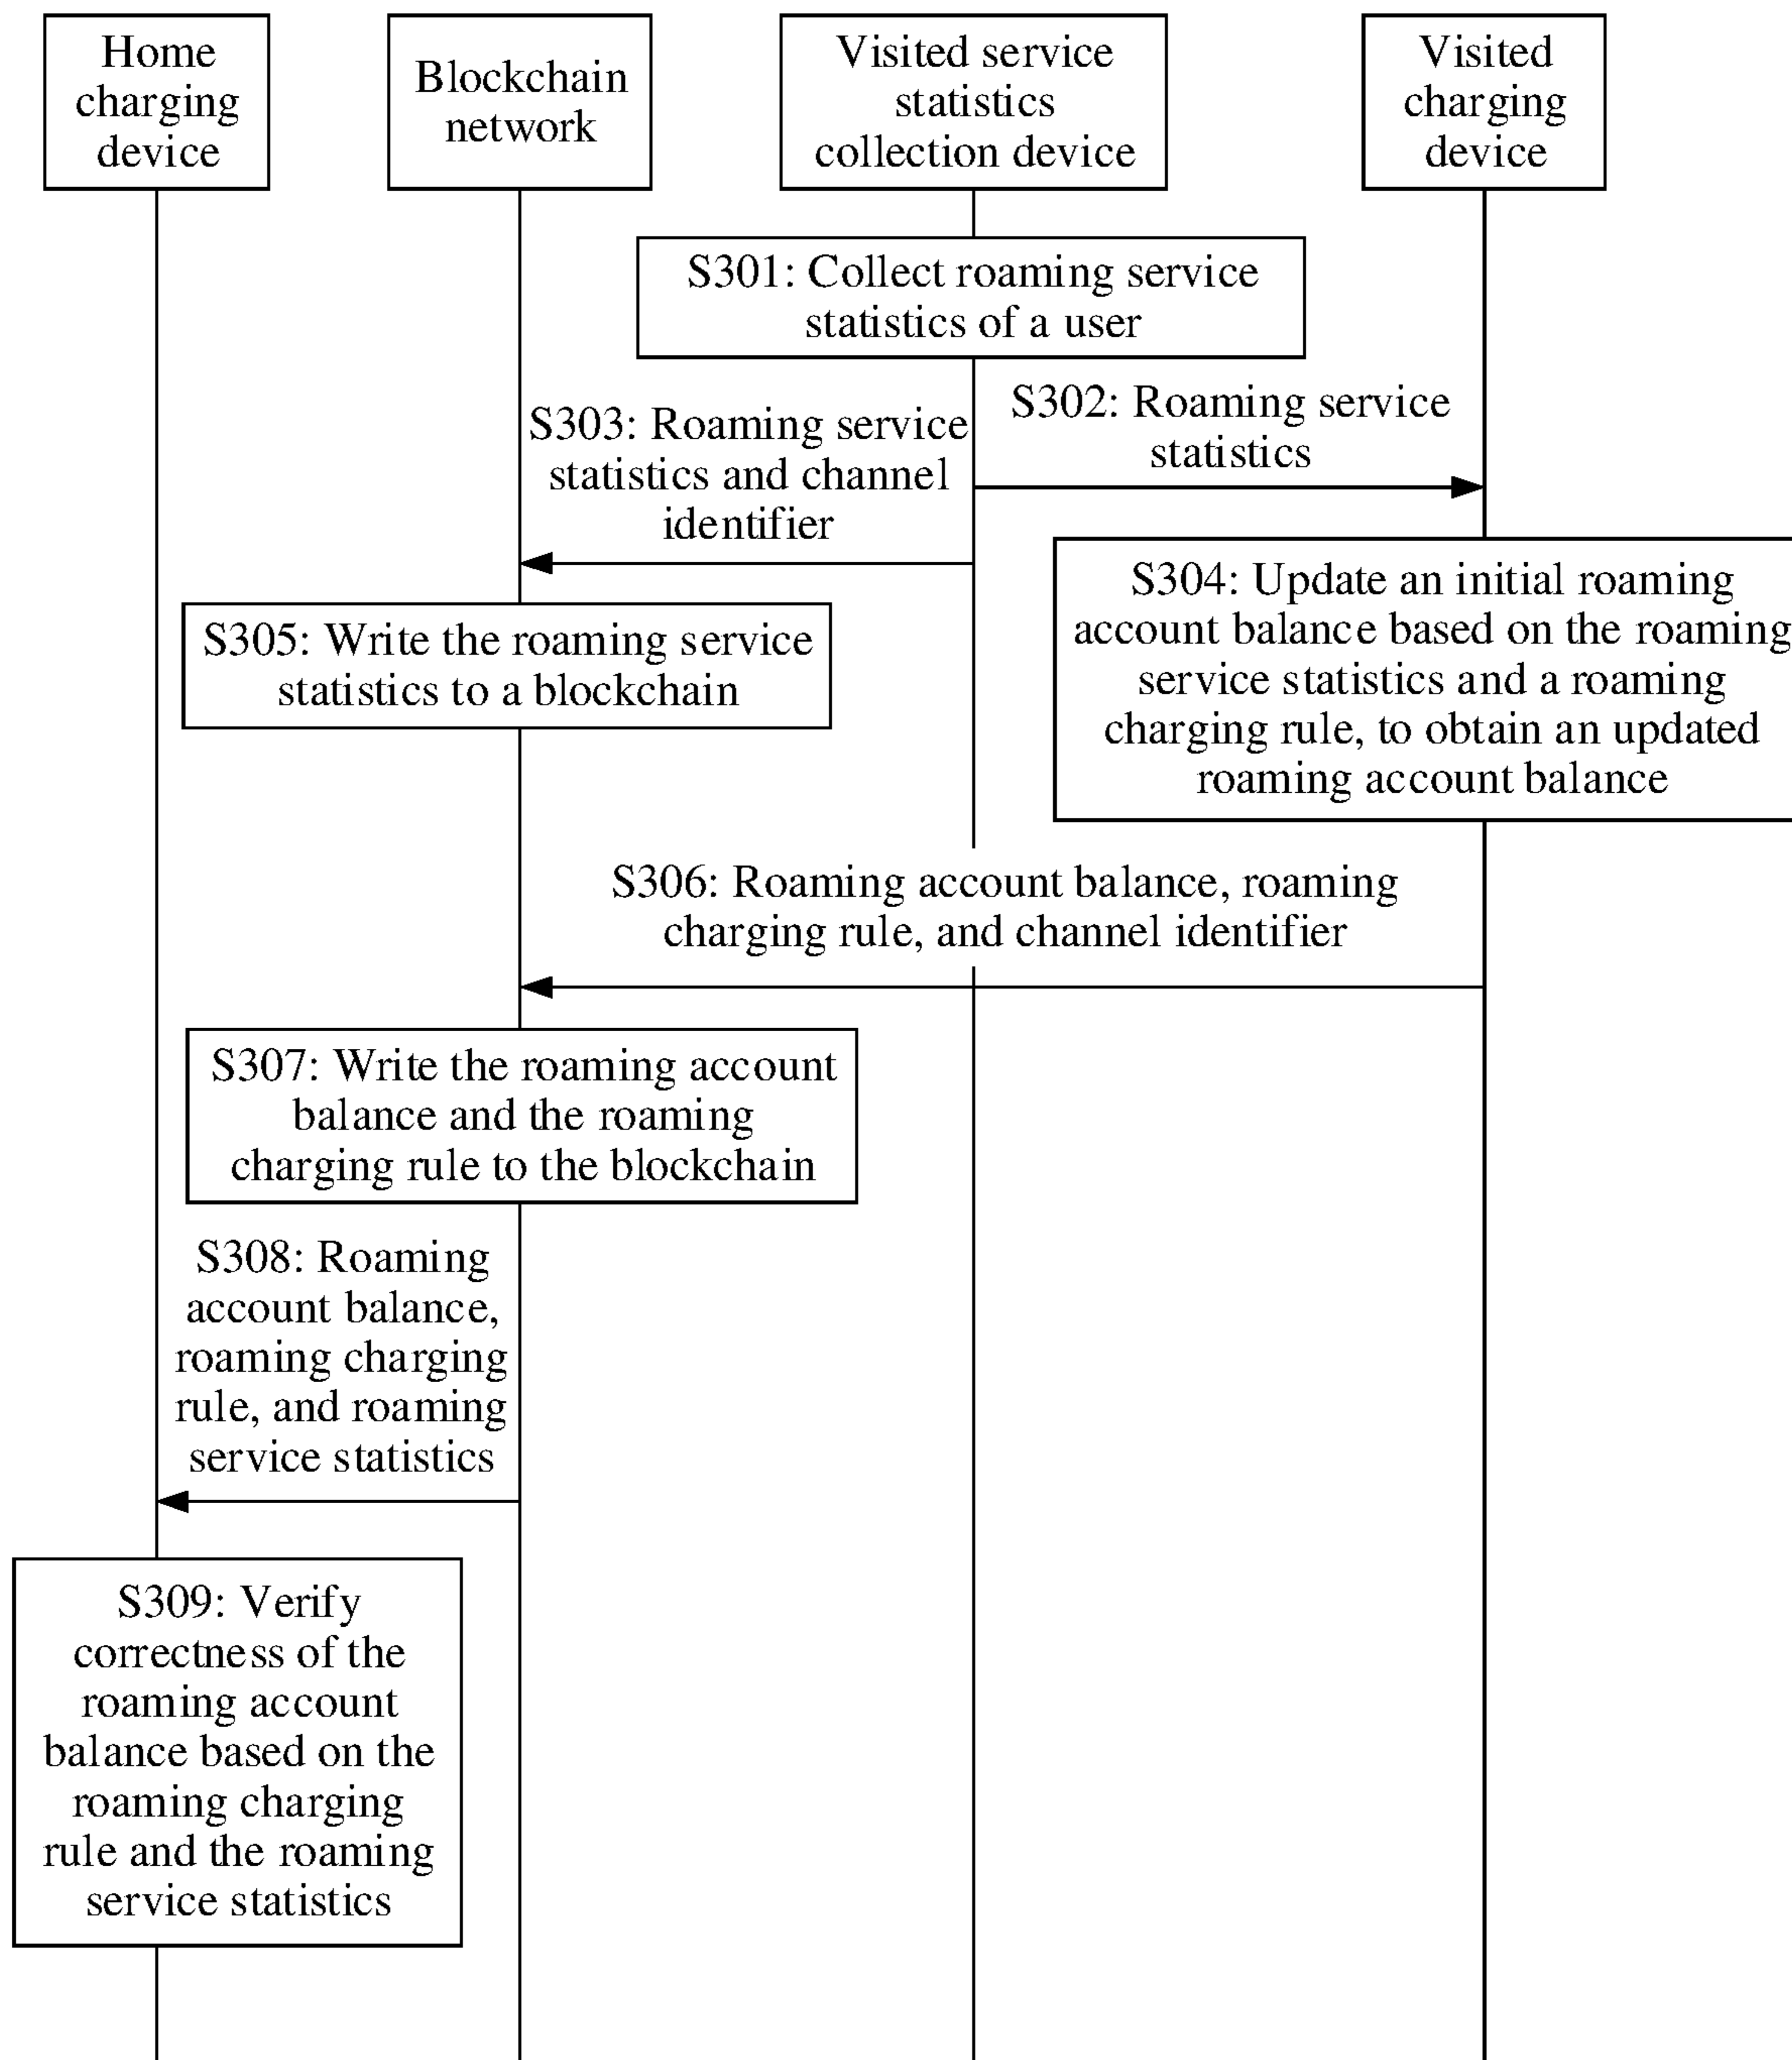 Home
charging
device
Blockchain
network
Visited service
statistics
collection device
Visited
charging
device
S301: Collect roaming service
statistics of a user
S302: Roaming service
statistics
S303: Roaming service
statistics and channel
identifier
S304: Update an initial roaming
account balance based on the roaming
service statistics and a roaming
charging rule, to obtain an updated
roaming account balance
S305: Write the roaming service
statistics to a blockchain
S306: Roaming account balance, roaming
charging rule, and channel identifier
S307: Write the roaming account
balance and the roaming
charging rule to the blockchain
S308: Roaming
account balance,
roaming charging
rule, and roaming
service statistics
S309: Verify
correctness of the
roaming account
balance based on the
roaming charging
rule and the roaming
service statistics